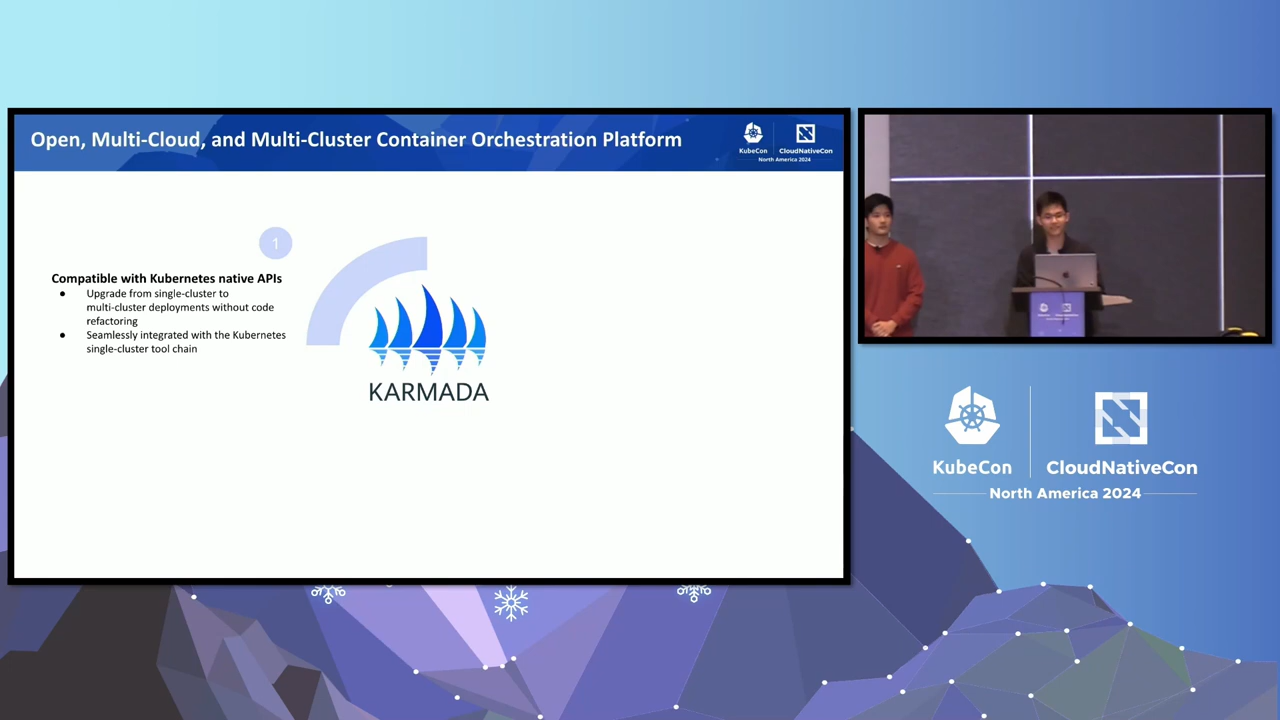 Open, Multi-Cloud, and Multi-Cluster Container Orchestration Platform
KubeCon
CloudNativeCon
North America 2024
1
Compatible with Kubernetes native APIs
● Upgrade from single-cluster to
multi-cluster deployments without code
refactoring
● Seamlessly integrated with the Kubernetes
single-cluster tool chain
KARMADA
KubeCon
CloudNativeCon
North America 2024